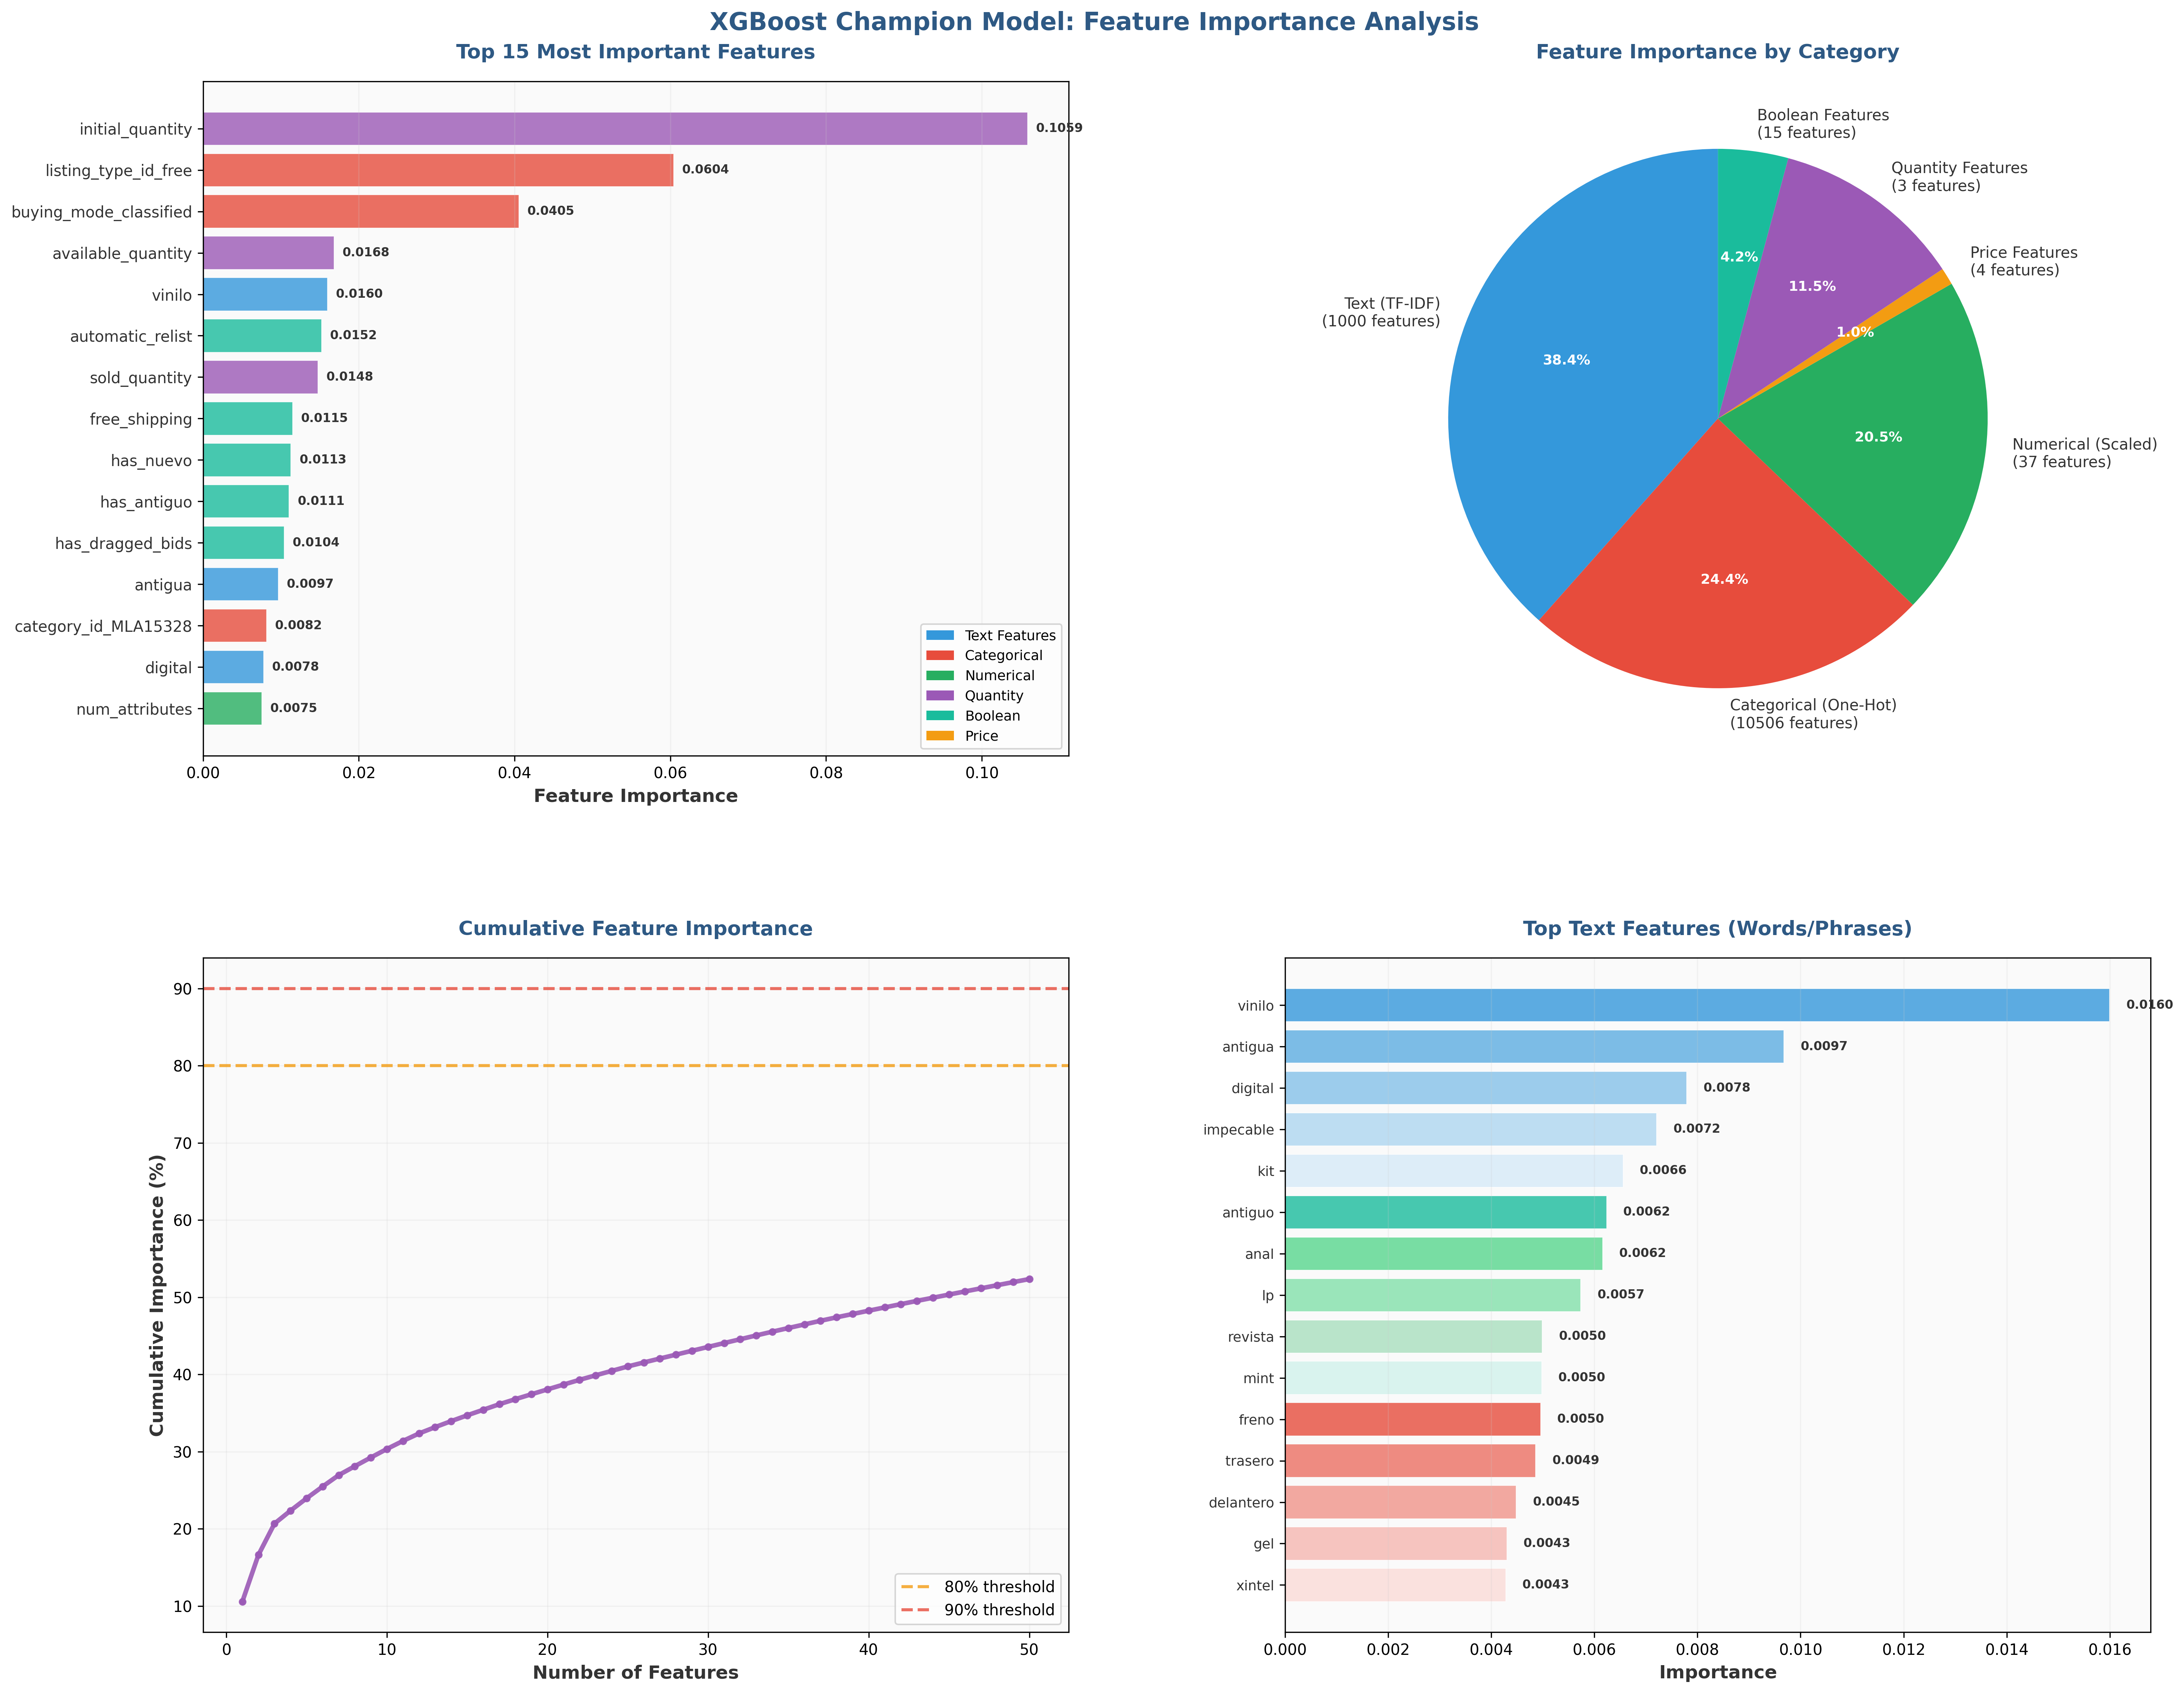 XGBoost Champion Model: Feature Importance Analysis
Top 15 Most Important Features
initial_quantity
0.1059
listing_type_id_free
0.0604
buying_mode_classified
0.0405
available_quantity
0.0168
vinilo
0.0160
automatic_relist
0.0152
sold_quantity
0.0148
free_shipping
0.0115
has_nuevo
0.0113
has_antiguo
0.0111
has_dragged_bids
0.0104
antigua
0.0097
category_id_MLA15328
0.0082
digital
0.0078
num_attributes
0.0075
Text Features
Categorical
Numerical
Quantity
Boolean
Price
0.00
0.02
0.04
0.06
0.08
0.10
Feature Importance
Feature Importance by Category
Boolean Features
(15 features)
Quantity Features
(3 features)
Price Features
(4 features)
Text (TF-IDF)
(1000 features)
Numerical (Scaled)
(37 features)
Categorical (One-Hot)
(10506 features)
4.2%
11.5%
1.0%
38.4%
20.5%
24.4%
Cumulative Feature Importance
Cumulative Importance (%)
90
80
70
60
50
40
30
20
10
80% threshold
90% threshold
0
10
20
30
40
50
Number of Features
Top Text Features (Words/Phrases)
vinilo
0.0160
antigua
0.0097
digital
0.0078
impecable
0.0072
kit
0.0066
antiguo
0.0062
anal
0.0062
lp
0.0057
revista
0.0050
mint
0.0050
freno
0.0050
trasero
0.0049
delantero
0.0045
gel
0.0043
xintel
0.0043
0.000
0.002
0.004
0.006
0.008
0.010
0.012
0.014
0.016
Importance